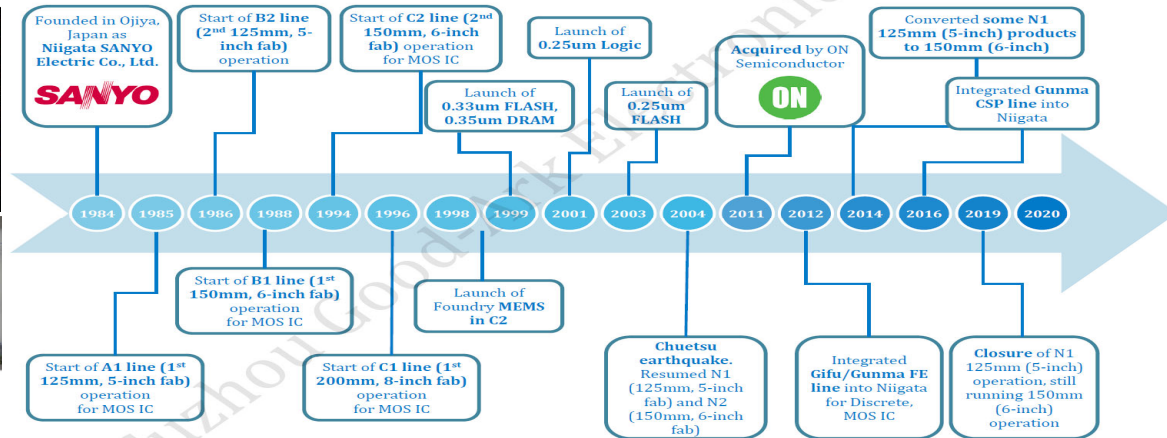 Founded in Ojiya,
Japan as
Niigata SANYO
Electric Co., Ltd.
SANYO
Start of B2 line
(2nd 125mm, 5-
inch fab)
operation
Start of C2 line (2nd
150mm, 6-inch
fab) operation
for MOS IC
Launch of
0.33um FLASH,
0.35um DRAM
Launch of
0.25um Logic
Launch of
0.25um
FLASH
Acquired by ON
Semiconductor
ON
Converted some N1
125mm (5-inch) products
to 150mm (6-inch)
Integrated Gunma
CSP line into
Niigata
1984 1985 1986 1988 1994 1996 1998 1999 2001 2003 2004 2011 2012 2014 2016 2019 2020
Start of A1 line (1st
125mm, 5-inch fab)
operation
for MOS IC
Start of B1 line (1st
150mm, 6-inch fab)
operation
for MOS IC
Start of C1 line (1st
200mm, 8-inch fab)
operation
for MOS IC
Launch of
Foundry MEMS
in C2
Chuetsu
earthquake.
Resumed N1
(125mm, 5-inch
fab) and N2
(150mm, 6-inch
fab)
Integrated
Gifu/Gunma FE
line into Niigata
for Discrete,
MOS IC
Closure of N1
125mm (5-inch)
operation, still
running 150mm
(6-inch)
operation
uzhou Good-Ark Electronic